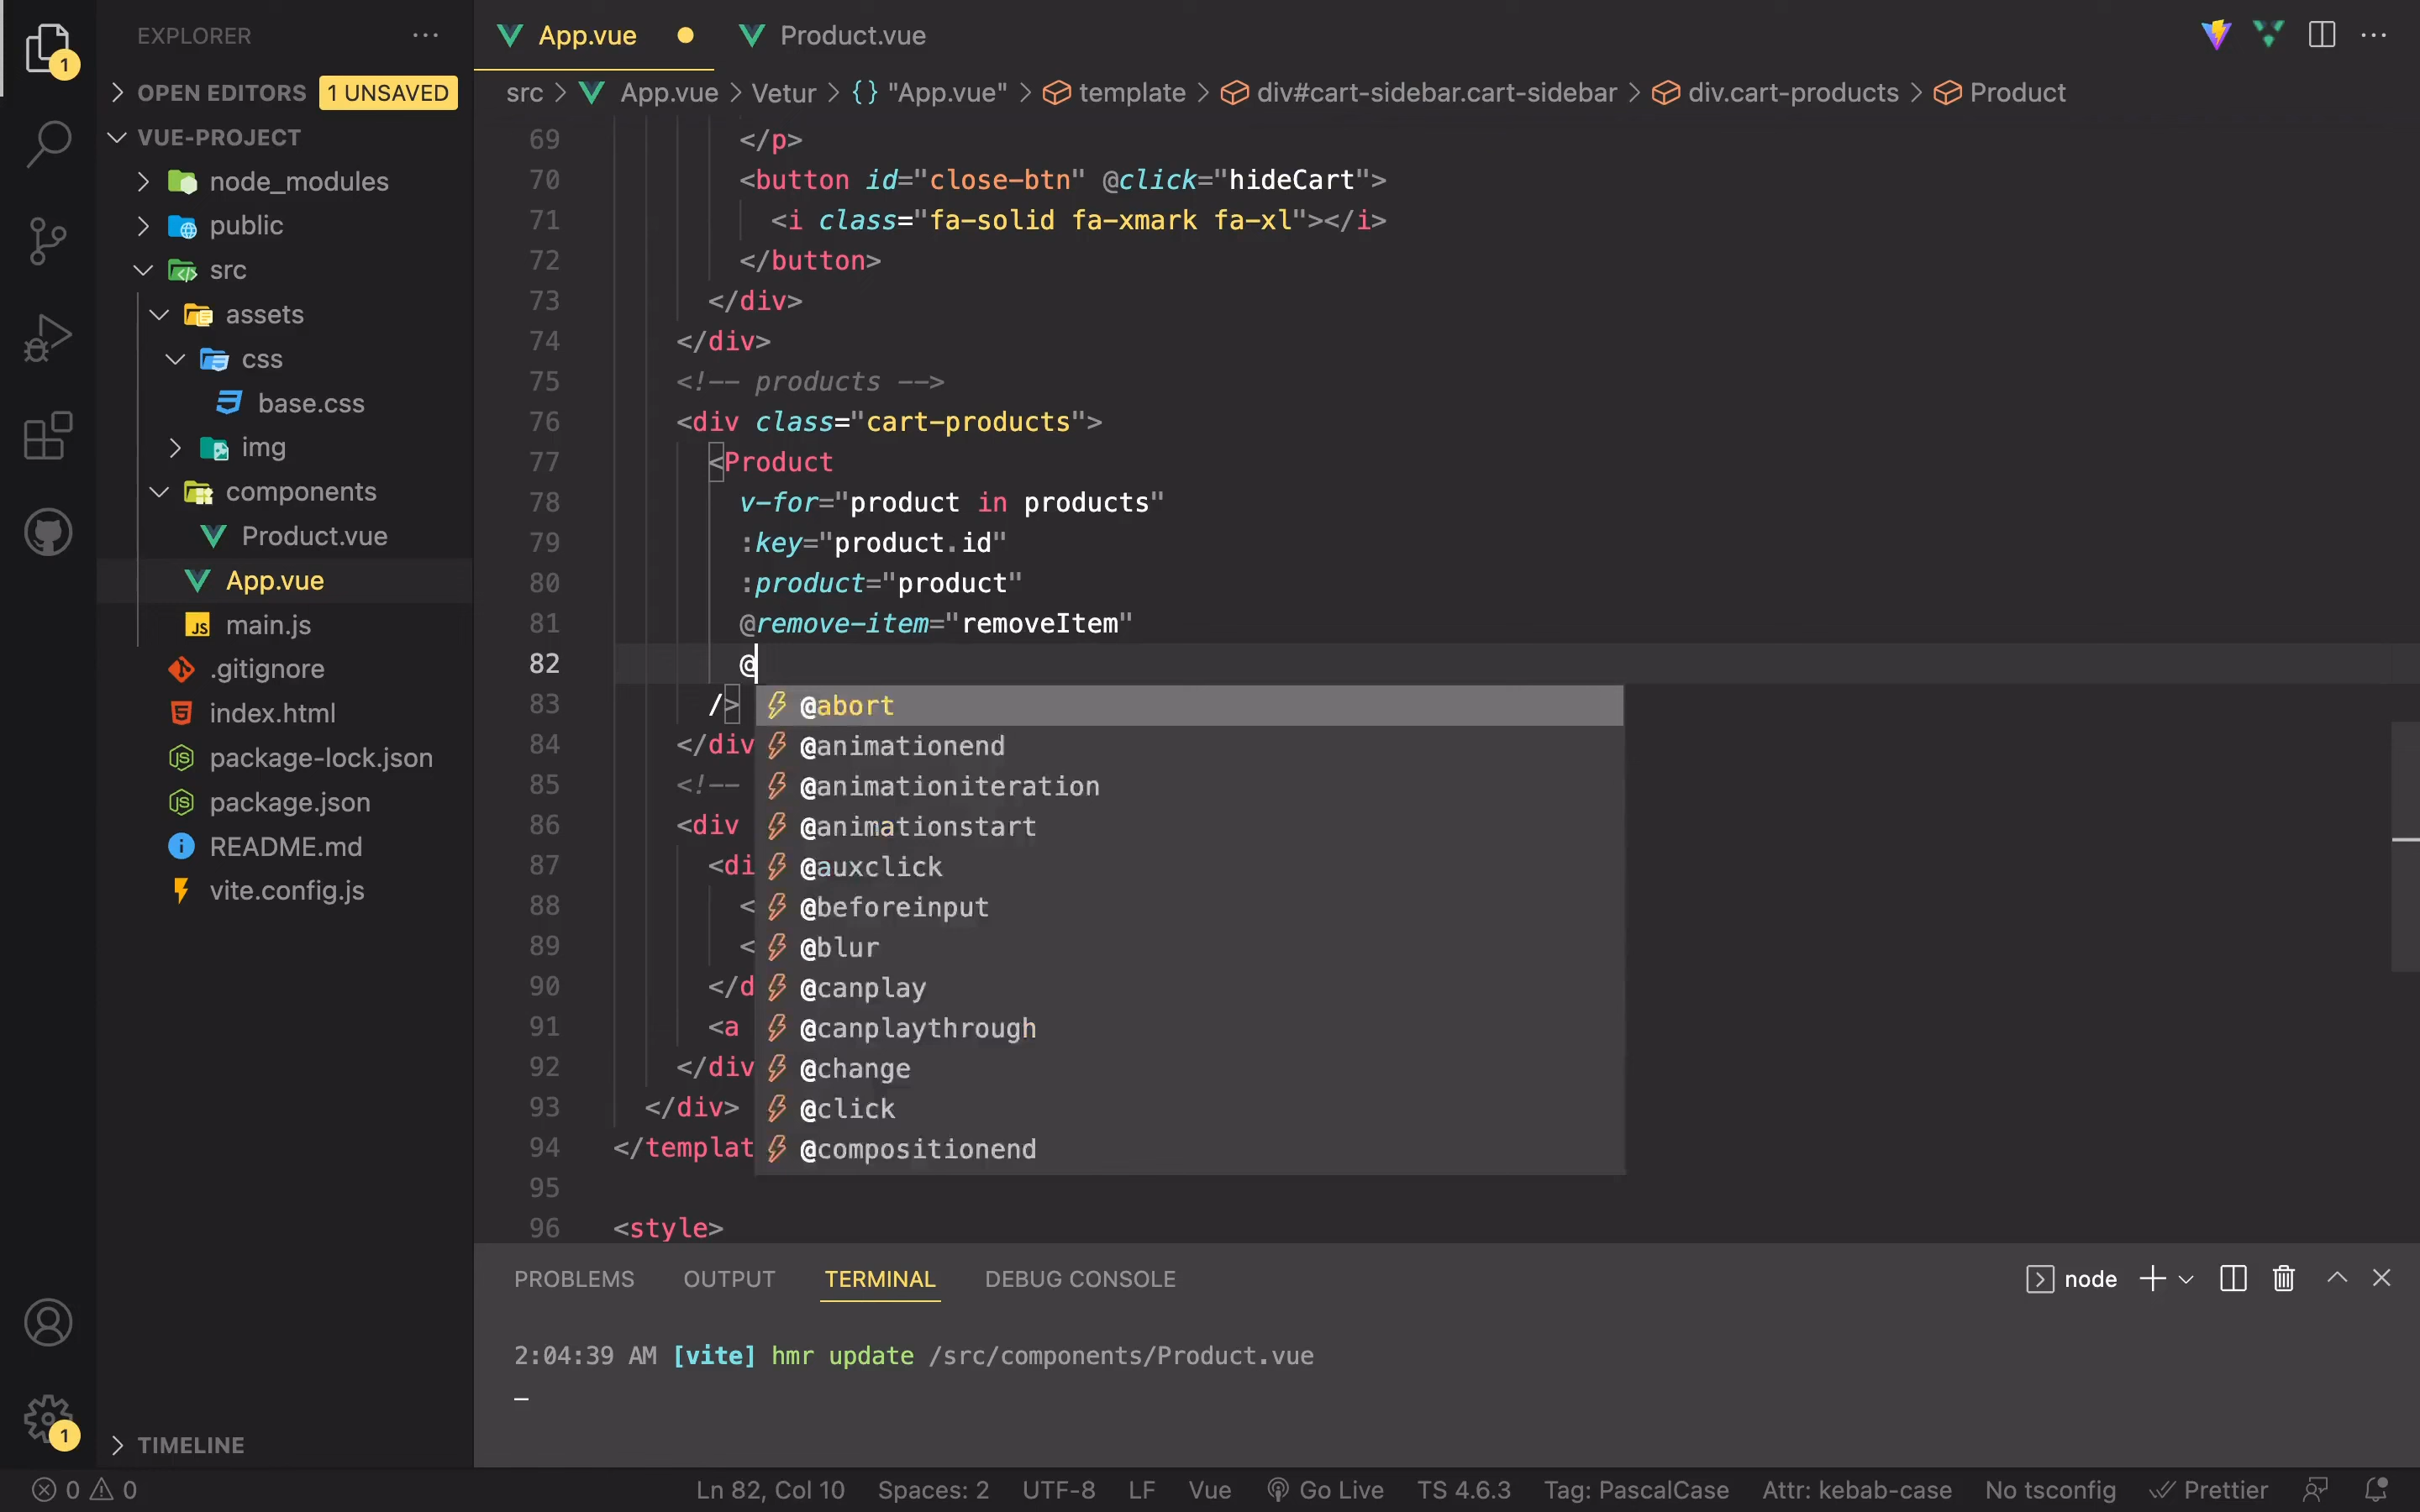 EXPLORER
OPEN EDITORS 1 UNSAVED
VUE-PROJECT
node_modules
public
src
assets
css
base.css
img
components
Product.vue
App.vue
main.js
.gitignore
index.html
package-lock.json
package.json
README.md
vite.config.js
TIMELINE
1
1
App.vue Product.vue
src > App.vue > Vetur > {} "App.vue" > template > div#cart-sidebar.cart-sidebar > div.cart-products > Product
69 </p>
70 <button id="close-btn" @click="hideCart">
71 <i class="fa-solid fa-xmark fa-xl"></i>
72 </button>
73 </div>
74 </div>
75 <!-- products -->
76 <div class="cart-products">
77 <Product
78 v-for="product in products"
79 :key="product.id"
80 :product="product"
81 @remove-item="removeItem"
82 @
83 />
84 </div
85 <!--
86 <div
87 <di
88 <
89 <
90 </d
91 <a
92 </div
93 </div>
94 </templat
95
96 <style>
@abort
@animationend
@animationiteration
@animationstart
@auxclick
@beforeinput
@blur
@canplay
@canplaythrough
@change
@click
@compositionend
PROBLEMS OUTPUT TERMINAL DEBUG CONSOLE node
2:04:39 AM [vite] hmr update /src/components/Product.vue
0 0 Ln 82, Col 10 Spaces: 2 UTF-8 LF Vue Go Live TS 4.6.3 Tag: PascalCase Attr: kebab-case No tsconfig Prettier